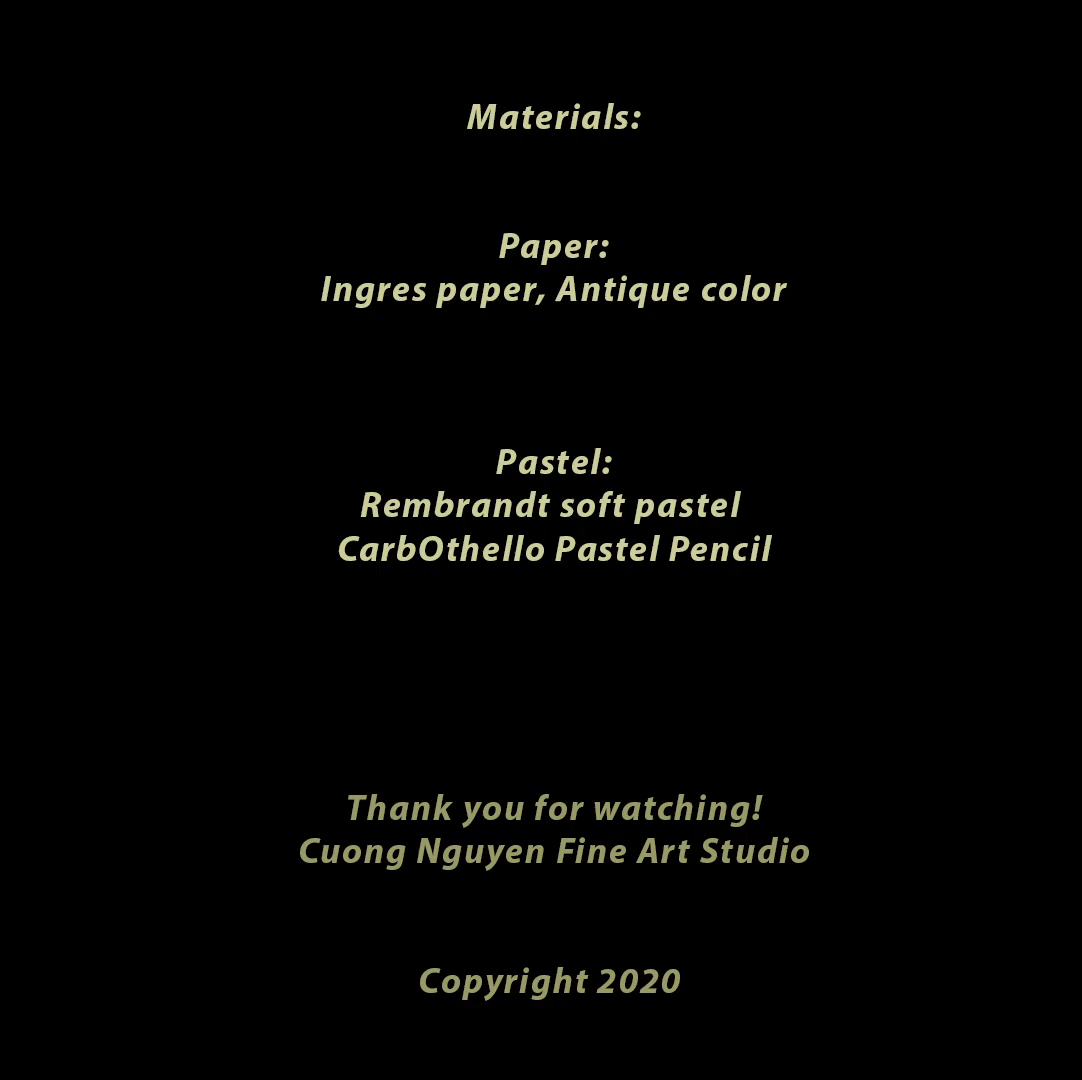 Materials:
Paper:
Ingres paper, Antique color
Pastel:
Rembrandt soft pastel
CarbOthello Pastel Pencil
Thank you for watching!
Cuong Nguyen Fine Art Studio
Copyright 2020